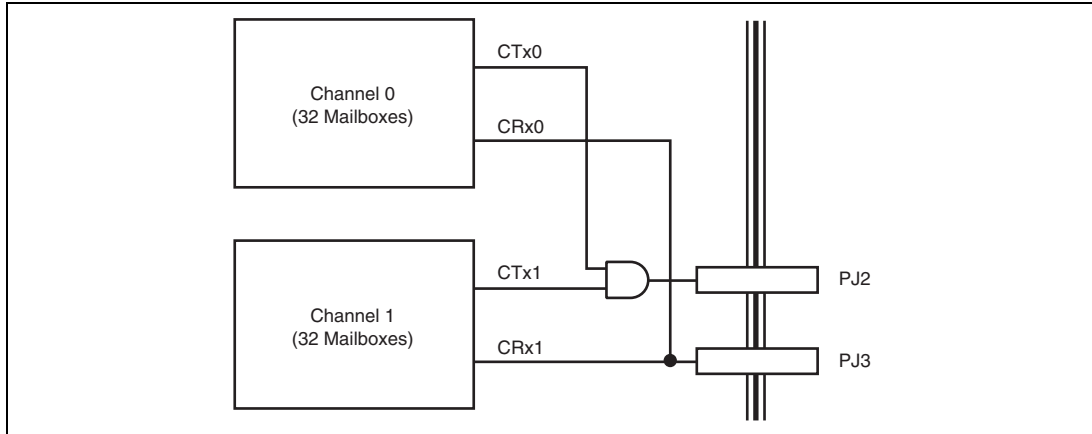 CTx0
Channel 0
(32 Mailboxes)
CRx0
CTx1
PJ2
Channel 1
(32 Mailboxes)
CRx1
PJ3